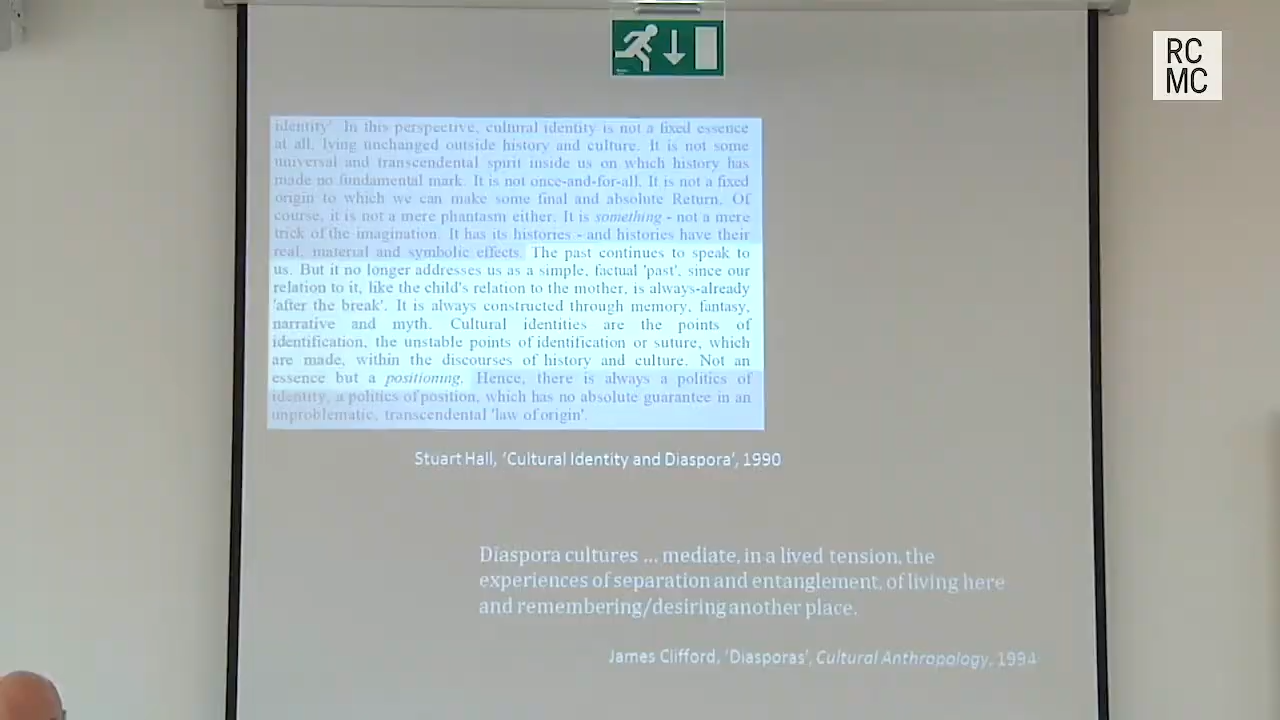 RC
MC
identity'. In this perspective, cultural identity is not a fixed essence
at all, lying unchanged outside history and culture. It is not some
universal and transcendental spirit inside us on which history has
made no fundamental mark. It is not once-and-for-all. It is not a fixed
origin to which we can make some final and absolute Return. Of
course, it is not a mere phantasm either. It is something - not a mere
trick of the imagination. It has its histories - and histories have their
real, material and symbolic effects. The past continues to speak to
us. But it no longer addresses us as a simple, factual 'past', since our
relation to it, like the child's relation to the mother, is always-already
'after the break'. It is always constructed through memory, fantasy,
narrative and myth. Cultural identities are the points of
identification, the unstable points of identification or suture, which
are made, within the discourses of history and culture. Not an
essence but a positioning. Hence, there is always a politics of
identity, a politics of position, which has no absolute guarantee in an
unproblematic, transcendental 'law of origin'.
Stuart Hall, 'Cultural Identity and Diaspora', 1990
Diaspora cultures ... mediate, in a lived tension, the
experiences of separation and entanglement, of living here
and remembering/desiring another place.
James Clifford, 'Diasporas', Cultural Anthropology, 1994